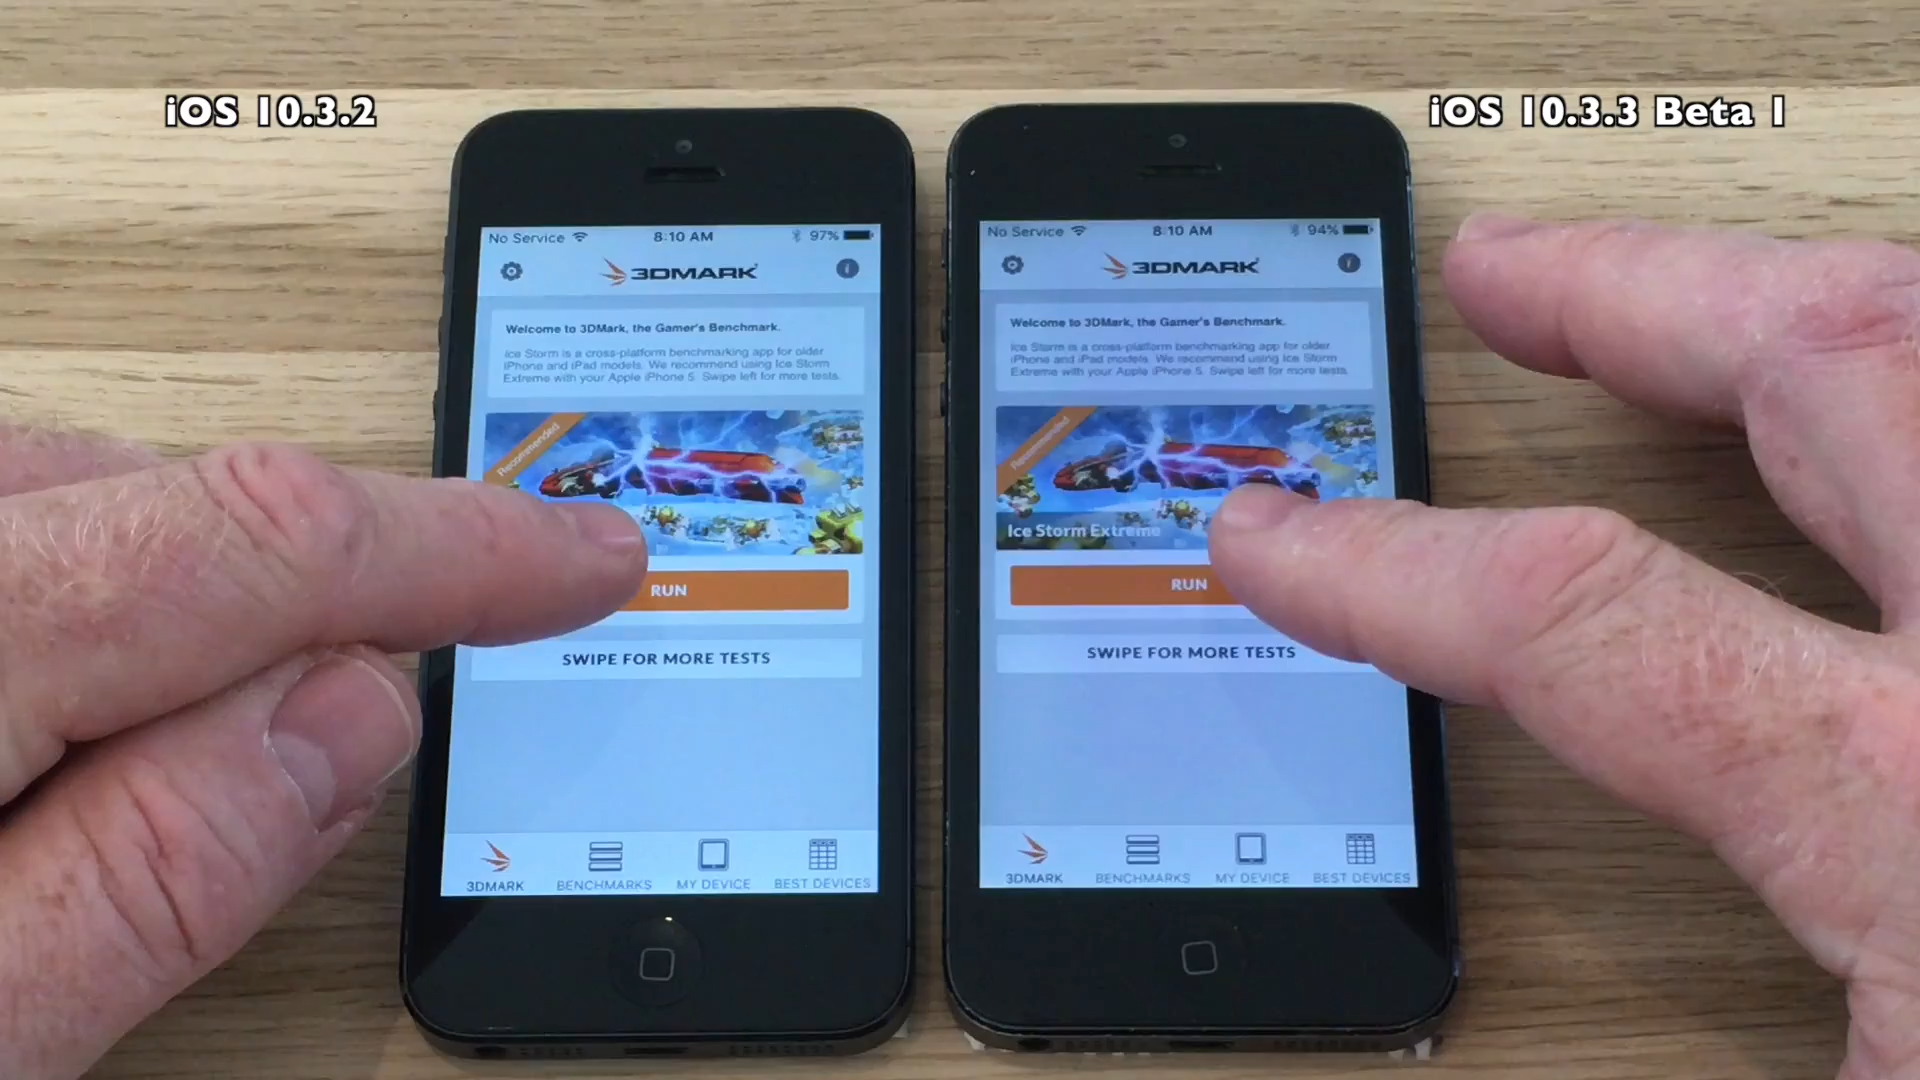 iOS 10.3.2
iOS 10.3.3 Beta 1
No Service
8:10 AM
97%
3DMARK
Welcome to 3DMark, the Gamer's Benchmark.
Ice Storm is a cross-platform benchmarking app for older
iPhone and iPad models. We recommend using Ice Storm
Extreme with your Apple iPhone 5. Swipe left for more tests.
Recommended
RUN
SWIPE FOR MORE TESTS
3DMARK
BENCHMARKS
MY DEVICE
BEST DEVICES
No Service
8:10 AM
94%
3DMARK
Welcome to 3DMark, the Gamer's Benchmark.
Ice Storm is a cross-platform benchmarking app for older
iPhone and iPad models. We recommend using Ice Storm
Extreme with your Apple iPhone 5. Swipe left for more tests.
Recommended
Ice Storm Extreme
RUN
SWIPE FOR MORE TESTS
3DMARK
BENCHMARKS
MY DEVICE
BEST DEVICES